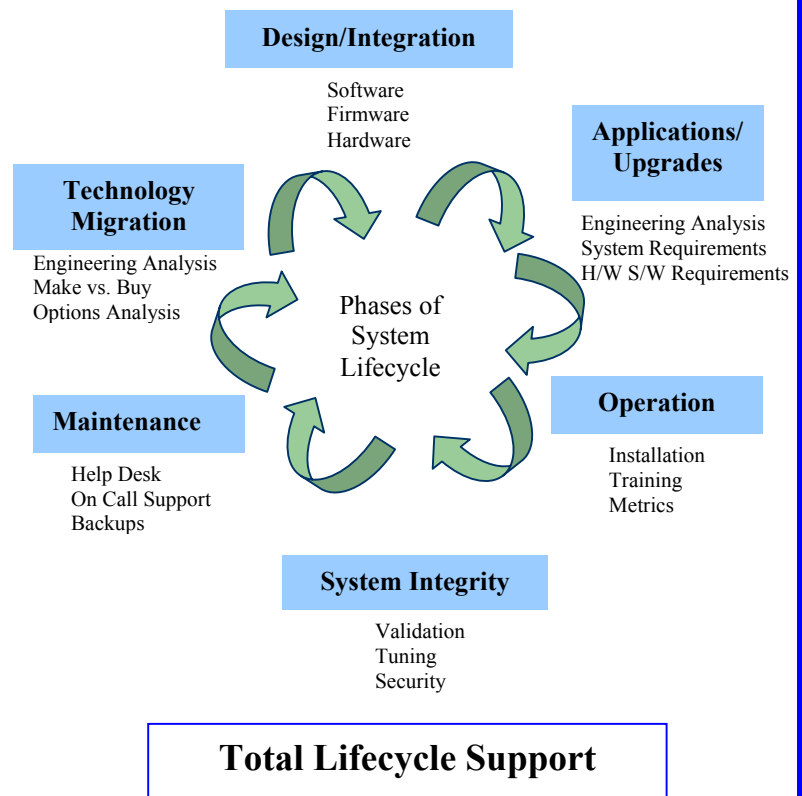 Design/Integration
Software
Firmware
Hardware
Applications/
Upgrades
Engineering Analysis
System Requirements
H/W S/W Requirements
Technology
Migration
Engineering Analysis
Make vs. Buy
Options Analysis
Phases of
System
Lifecycle
Maintenance
Help Desk
On Call Support
Backups
Operation
Installation
Training
Metrics
System Integrity
Validation
Tuning
Security
Total Lifecycle Support